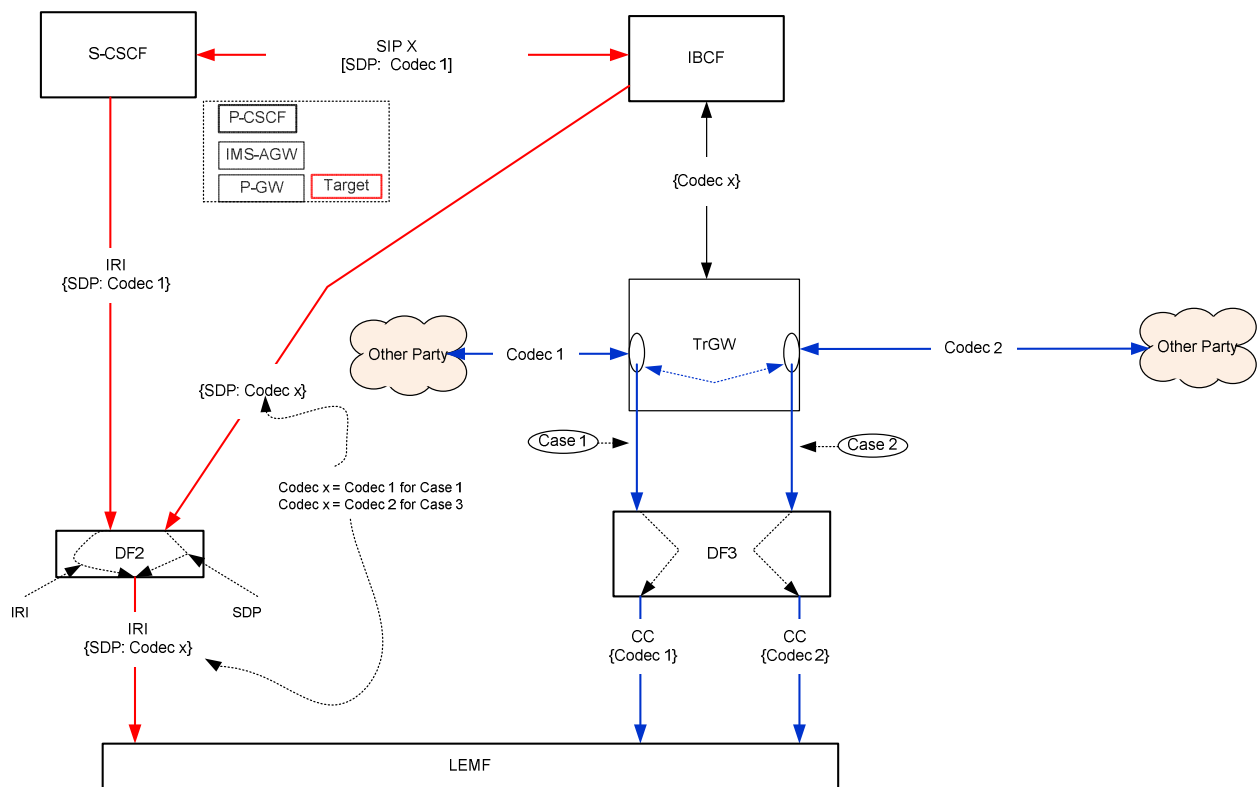 S-CSCF
SIP X
[SDP: Codec 1]
IBCF
P-CSCF
IMS-AGW
P-GW
Target
{Codec x}
IRI
{SDP: Codec 1}
Other Party
Codec 1
TrGW
Codec 2
Other Party
{SDP: Codec x}
Case 1
Case 2
Codec x = Codec 1 for Case 1
Codec x = Codec 2 for Case 3
DF2
DF3
IRI
SDP
IRI
{SDP: Codec x}
CC
{Codec 1}
CC
{Codec 2}
LEMF